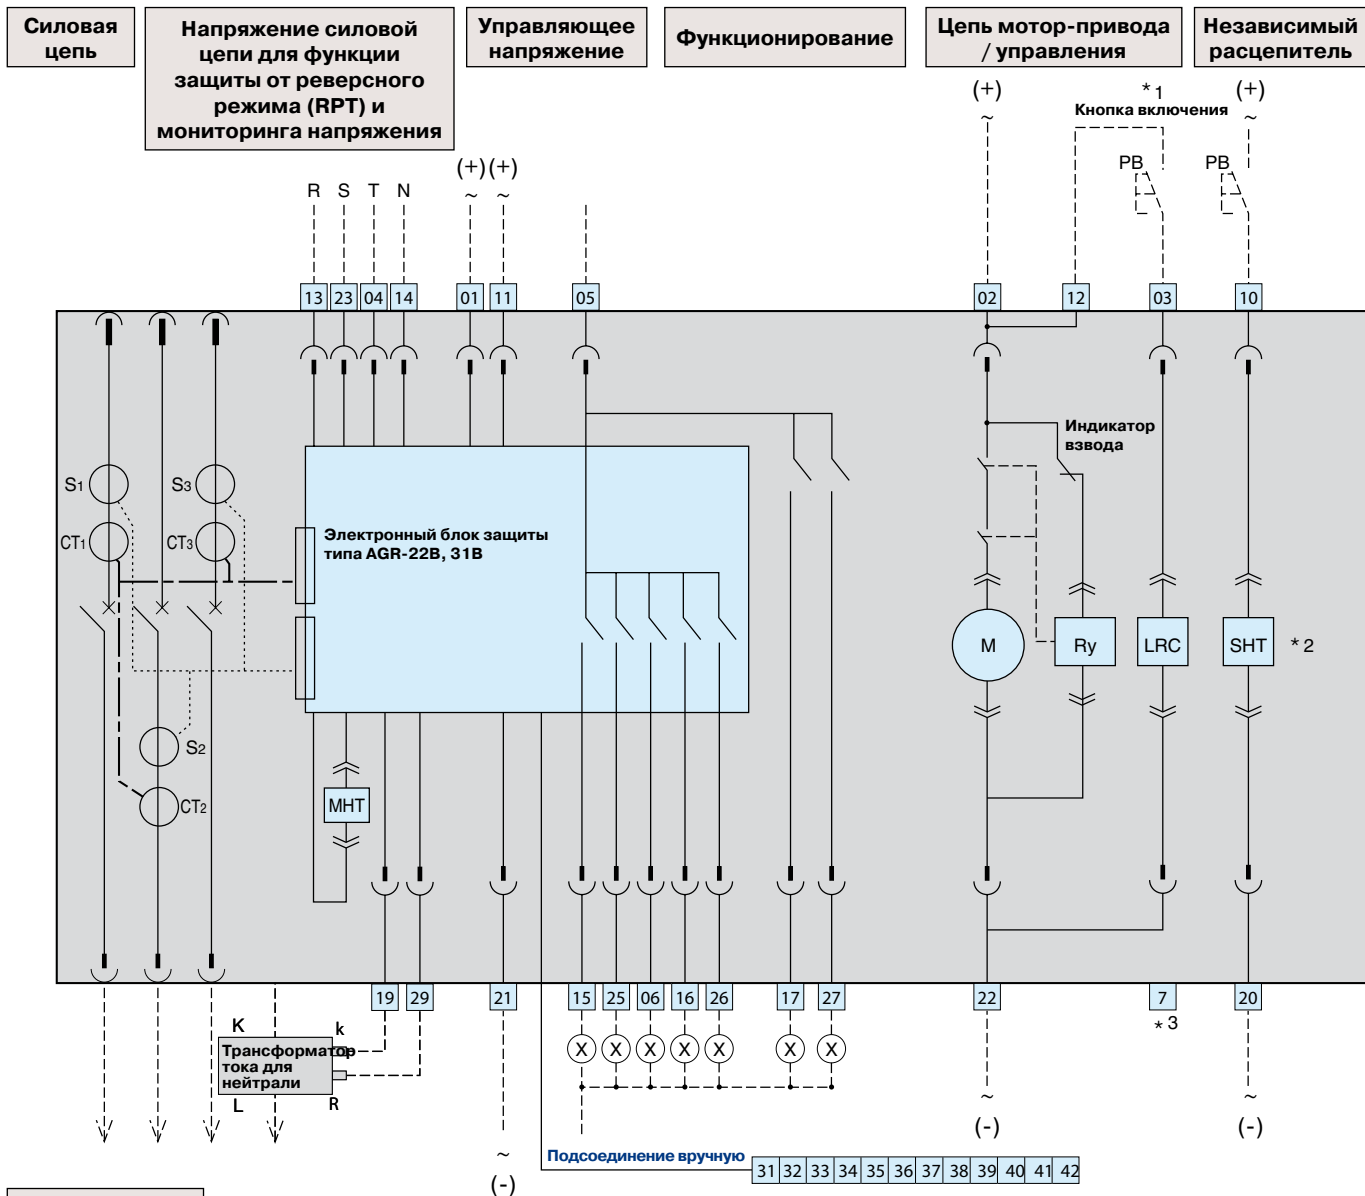 Силовая
цепь
Напряжение силовой
цепи для функции
защиты от реверсного
режима (RPT) и
мониторинга напряжения
Управляющее
напряжение
Функционирование
Цепь мотор-привода
/ управления
Независимый
расцепитель
(+) * 1 (+)
~ Кнопка включения ~
(+) (+) PB PB
R S T N ~ ~
13 23 04 14 01 11 05 02 12 03 10
Индикатор
взвода
S1 S3
Электронный блок защиты
типа AGR-22B, 31B
CT1 CT3
M Ry LRC SHT * 2
S2
MHT
CT2
19 29 21 15 25 06 16 26 17 27 22 7 20
* 3
K k
X X X X X X X
Трансформатор
тока для
нейтрали
L R
~ ~
(-) (-)
Подсоединение вручную
~
31 32 33 34 35 36 37 38 39 40 41 42
(-)